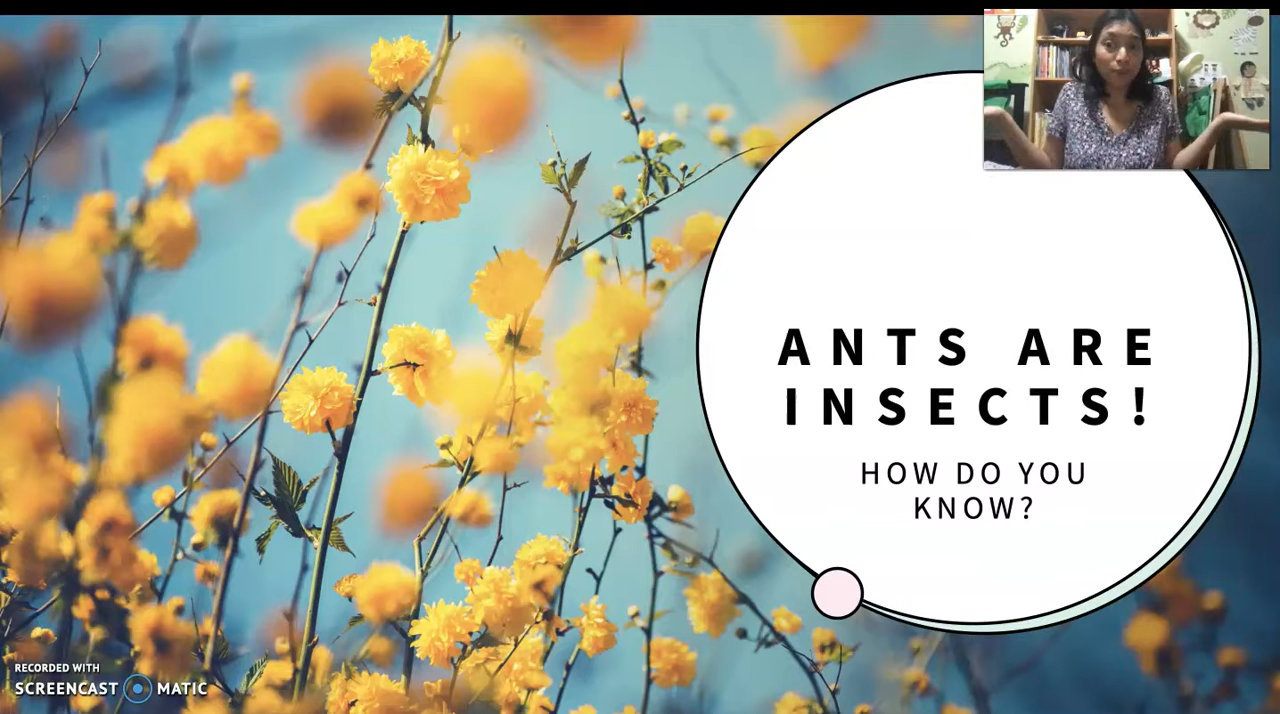 ANTS ARE
INSECTS!
HOW DO YOU
KNOW?
RECORDED WITH
SCREENCAST MATIC